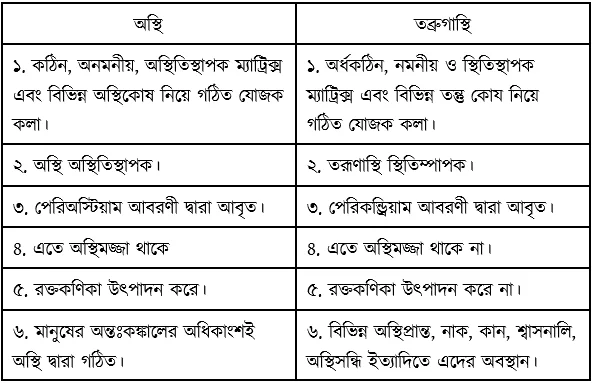 অস্থি
তব্রুগাস্থি
১. কঠিন, অনমনীয়, অস্থিতিস্থাপক ম্যাট্রিক্স
এবং বিভিন্ন অস্থিকোষ নিয়ে গঠিত যোজক
কলা।
১. অর্ধকঠিন, নমনীয় ও স্থিতিস্থাপক
ম্যাট্রিক্স এবং বিভিন্ন তন্তু কোয নিয়ে
গঠিত যোজক কলা।
২. অস্থি অস্থিতিস্থাপক।
২. তরূণাস্থি স্থিতিম্পাপক।
৩. পেরিঅস্টিয়াম আবরণী দ্বারা আবৃত।
৩. পেরিকন্ড্রিয়াম আবরণী দ্বারা আবৃত।
৪. এতে অস্থিমজ্জা থাকে
৪. এতে অস্থিমজ্জা থাকে না।
৫. রক্তকণিকা উৎপাদন করে।
৫. রক্তকণিকা উৎপাদন করে না।
৬. মানুষের অন্তঃকঙ্কালের অধিকাংশই
অস্থি দ্বারা গঠিত।
৬. বিভিন্ন অস্থিপ্রান্ত, নাক, কান, শ্বাসনালি,
অস্থিসন্ধি ইত্যাদিতে এদের অবস্থান।